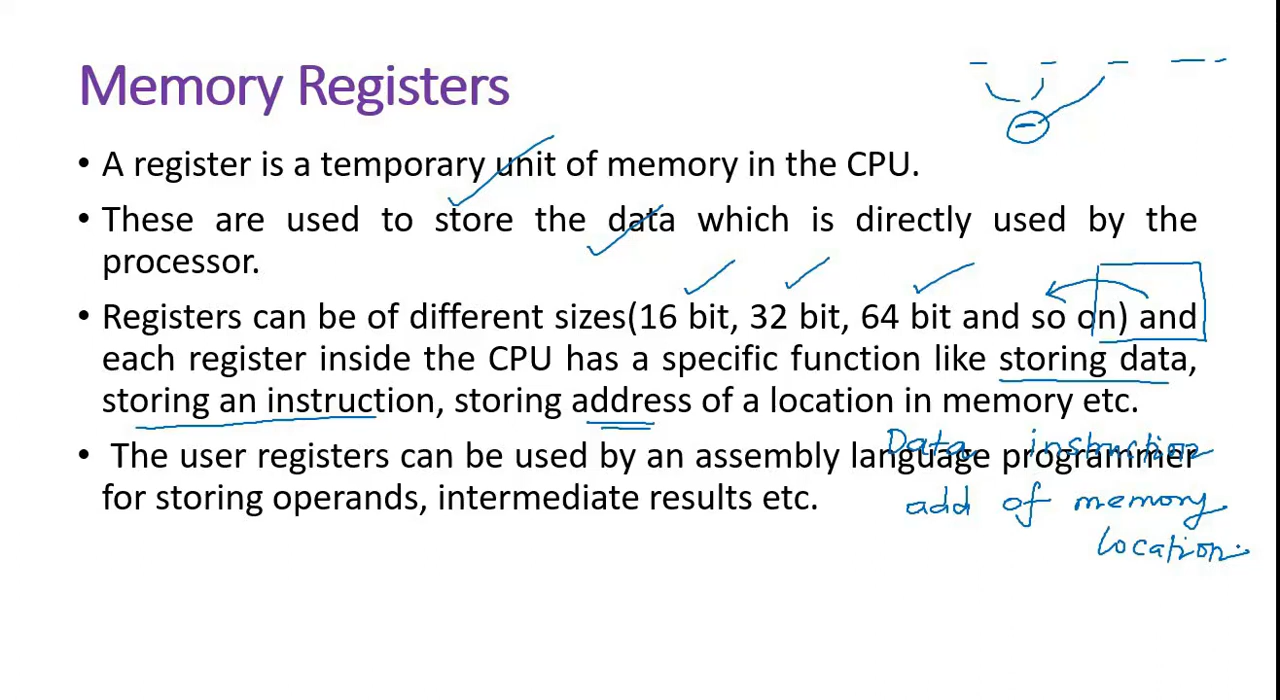 Memory Registers
• A register is a temporary unit of memory in the CPU.
• These are used to store the data which is directly used by the
processor.
• Registers can be of different sizes(16 bit, 32 bit, 64 bit and so on) and
each register inside the CPU has a specific function like storing data,
storing an instruction, storing address of a location in memory etc.
• The user registers can be used by an assembly language programmer
for storing operands, intermediate results etc.
Data instruction
add of memory
location.